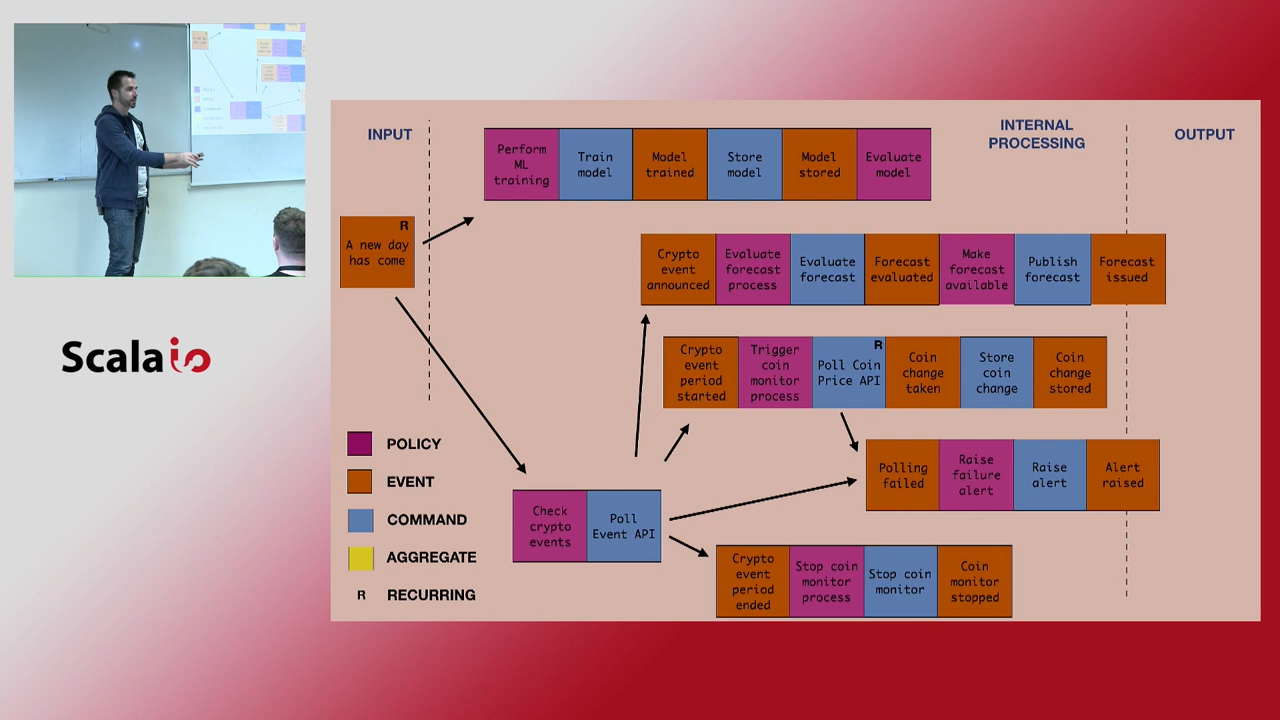 INPUT
INTERNAL
PROCESSING
OUTPUT
Perform
ML
training
Train
model
Model
trained
Store
model
Model
stored
Evaluate
model
R
A new day
has come
Crypto
event
announced
Evaluate
forecast
process
Evaluate
forecast
Forecast
evaluated
Make
forecast
available
Publish
forecast
Forecast
issued
Crypto
event
period
started
Trigger
coin
monitor
process
R
Poll Coin
Price API
Coin
change
taken
Store
coin
change
Coin
change
stored
Polling
failed
Raise
failure
alert
Raise
alert
Alert
raised
Check
crypto
events
Poll
Event API
Crypto
event
period
ended
Stop coin
monitor
process
Stop coin
monitor
Coin
monitor
stopped
POLICY
EVENT
COMMAND
AGGREGATE
R RECURRING
Scala io